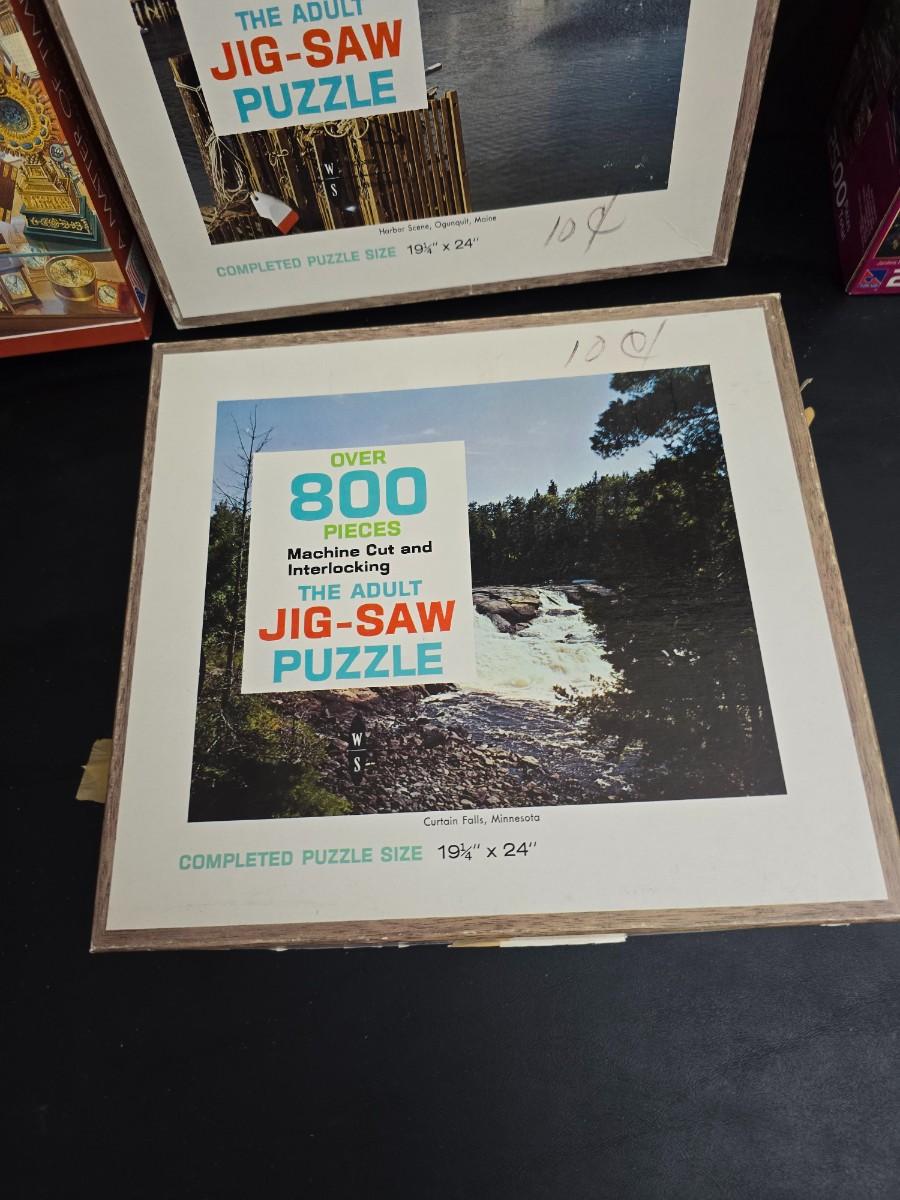 THE ADULT
JIG-SAW
PUZZLE
W
S
Harbor Scene, Ogunquit, Maine
10¢
COMPLETED PUZZLE SIZE 19¼" x 24"
A MATTER OF
10¢
OVER
800
PIECES
Machine Cut and
Interlocking
THE ADULT
JIG-SAW
PUZZLE
W
S
Curtain Falls, Minnesota
COMPLETED PUZZLE SIZE 19¼" x 24"